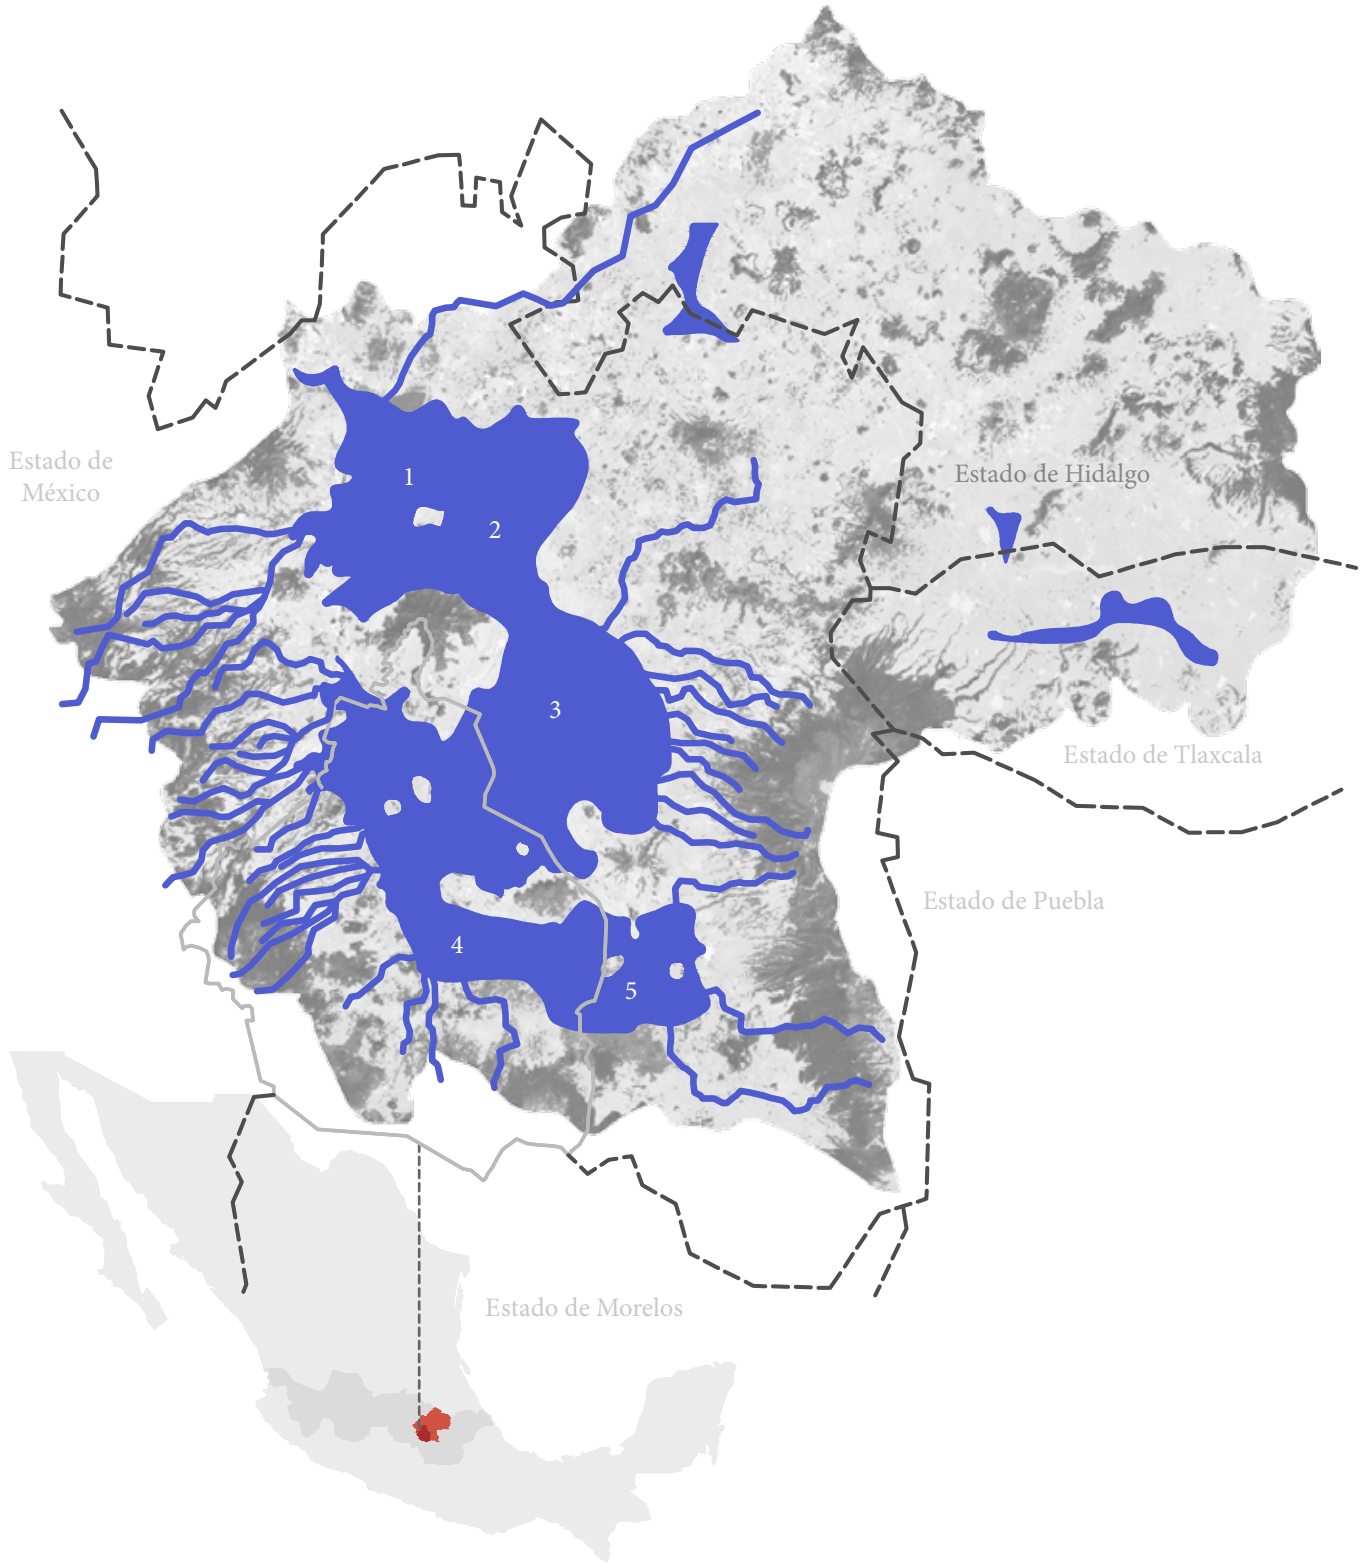 Estado de
México
1
2
Estado de Hidalgo
3
Estado de Tlaxcala
Estado de Puebla
4
5
Estado de Morelos